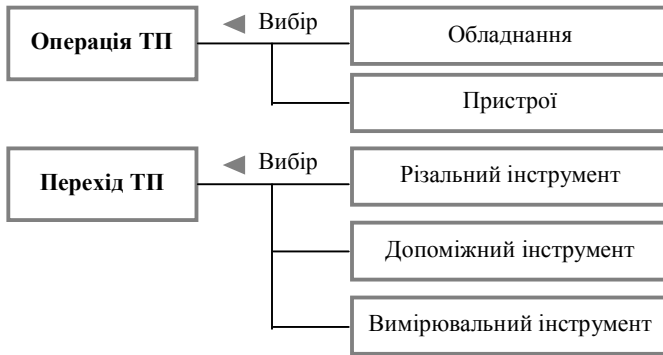 Операція ТП
Вибір
Обладнання
Пристрої
Перехід ТП
Вибір
Різальний інструмент
Допоміжний інструмент
Вимірювальний інструмент